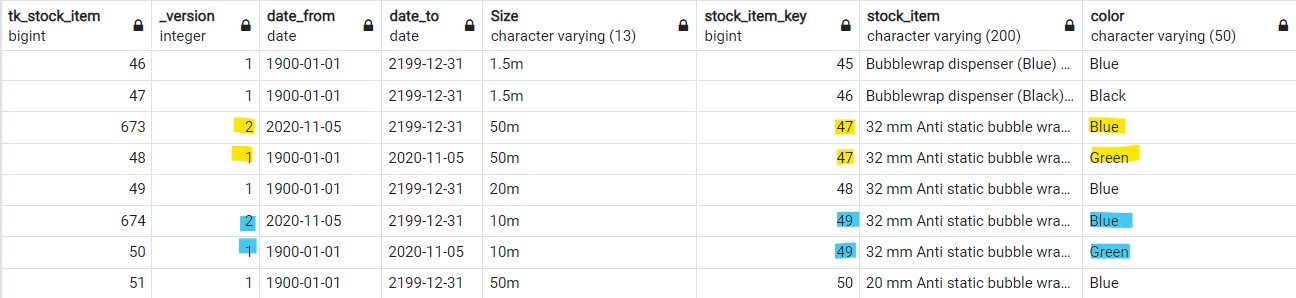 tk_stock_item _version date_from date_to Size stock_item_key stock_item color
bigint integer date date character varying (13) bigint character varying (200) character varying (50)
46 1 1900-01-01 2199-12-31 1.5m 45 Bubblewrap dispenser (Blue) ... Blue
47 1 1900-01-01 2199-12-31 1.5m 46 Bubblewrap dispenser (Black)... Black
673 2 2020-11-05 2199-12-31 50m 47 32 mm Anti static bubble wra... Blue
48 1 1900-01-01 2020-11-05 50m 47 32 mm Anti static bubble wra... Green
49 1 1900-01-01 2199-12-31 20m 48 32 mm Anti static bubble wra... Blue
674 2 2020-11-05 2199-12-31 10m 49 32 mm Anti static bubble wra... Blue
50 1 1900-01-01 2020-11-05 10m 49 32 mm Anti static bubble wra... Green
51 1 1900-01-01 2199-12-31 50m 50 20 mm Anti static bubble wra... Blue